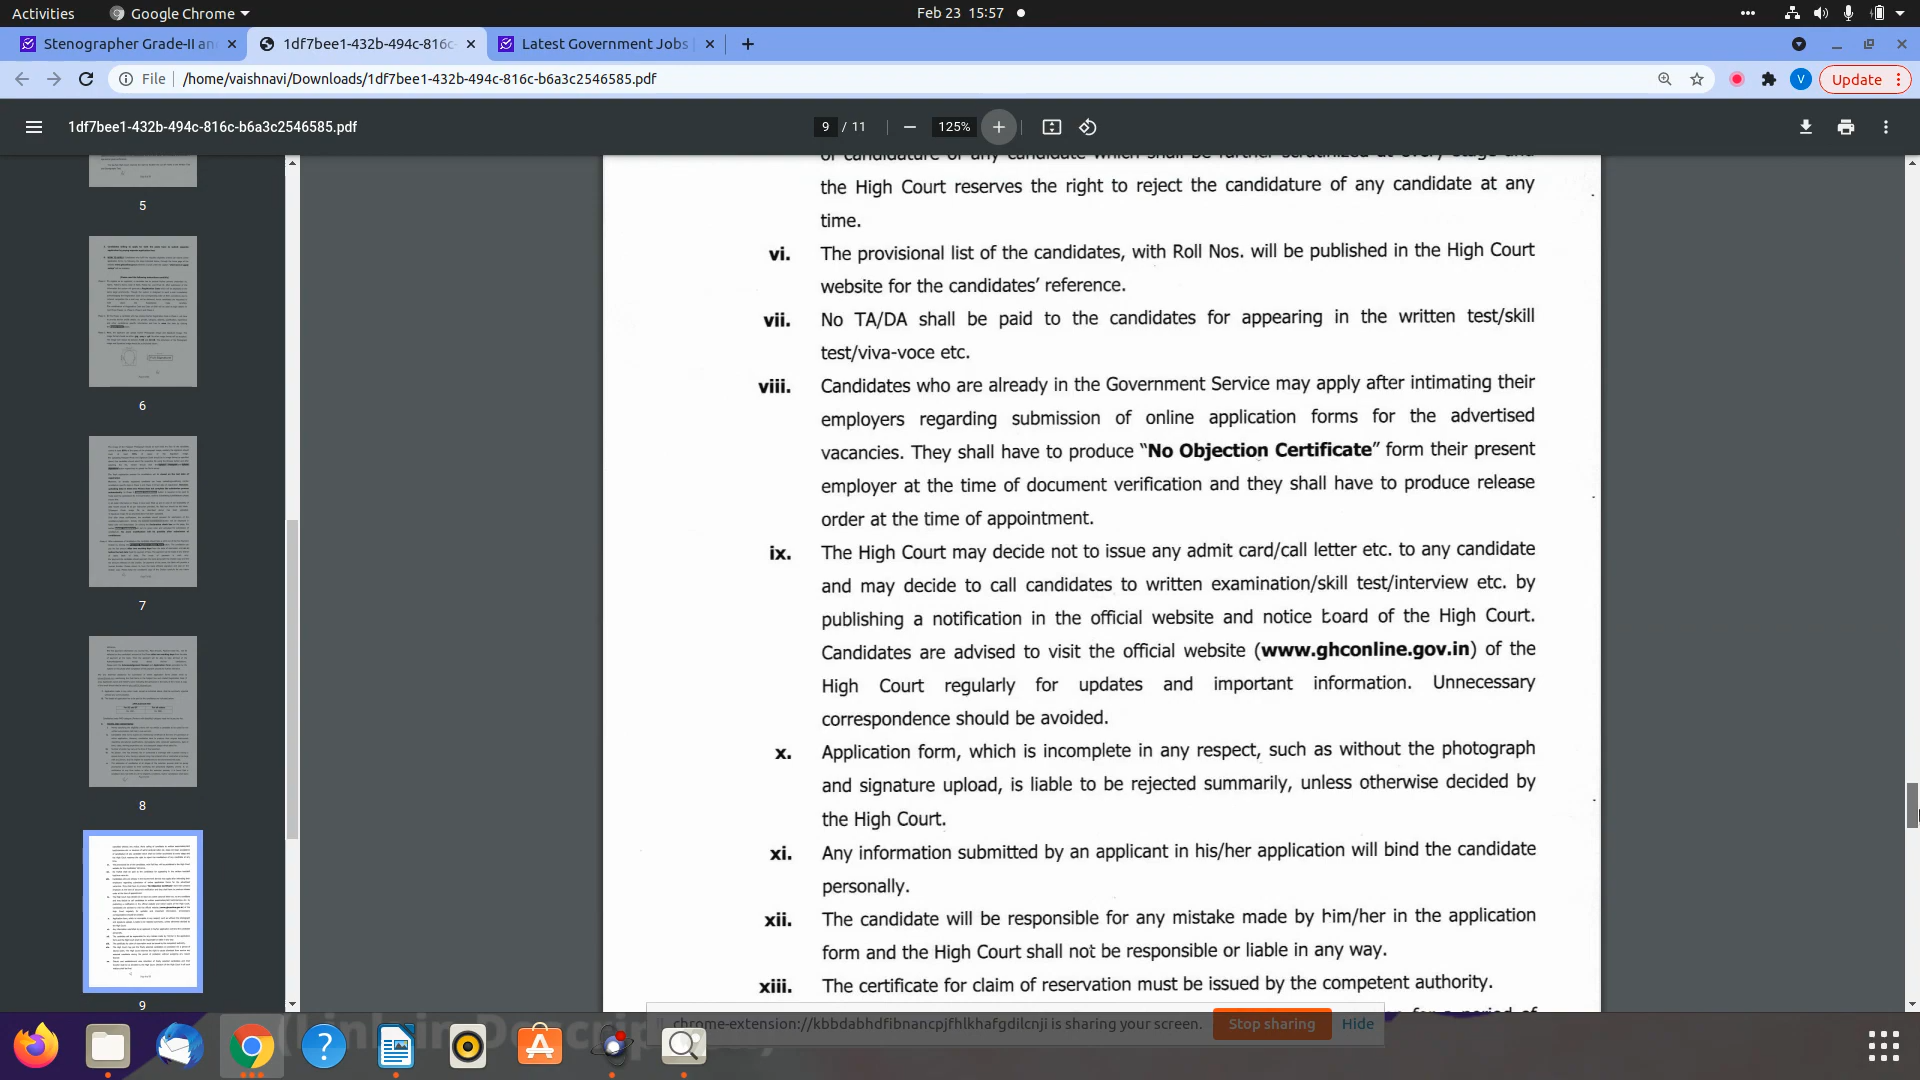 Activities Google Chrome Feb 23 15:57
Stenographer Grade-II an 1df7bee1-432b-494c-816c- Latest Government Jobs
File /home/vaishnavi/Downloads/1df7bee1-432b-494c-816c-b6a3c2546585.pdf V Update
1df7bee1-432b-494c-816c-b6a3c2546585.pdf 9 / 11 125%
5
6
7
8
9
of candidature of any candidate which shall be further scrutinized at every stage and
the High Court reserves the right to reject the candidature of any candidate at any
time.
vi. The provisional list of the candidates, with Roll Nos. will be published in the High Court
website for the candidates' reference.
vii. No TA/DA shall be paid to the candidates for appearing in the written test/skill
test/viva-voce etc.
viii. Candidates who are already in the Government Service may apply after intimating their
employers regarding submission of online application forms for the advertised
vacancies. They shall have to produce “No Objection Certificate” form their present
employer at the time of document verification and they shall have to produce release
order at the time of appointment.
ix. The High Court may decide not to issue any admit card/call letter etc. to any candidate
and may decide to call candidates to written examination/skill test/interview etc. by
publishing a notification in the official website and notice board of the High Court.
Candidates are advised to visit the official website (www.ghconline.gov.in) of the
High Court regularly for updates and important information. Unnecessary
correspondence should be avoided.
x. Application form, which is incomplete in any respect, such as without the photograph
and signature upload, is liable to be rejected summarily, unless otherwise decided by
the High Court.
xi. Any information submitted by an applicant in his/her application will bind the candidate
personally.
xii. The candidate will be responsible for any mistake made by him/her in the application
form and the High Court shall not be responsible or liable in any way.
xiii. The certificate for claim of reservation must be issued by the competent authority.
for a period of
chrome-extension://kbbdabhdfibnancpjfhlkhafgdilcnji is sharing your screen. Stop sharing Hide